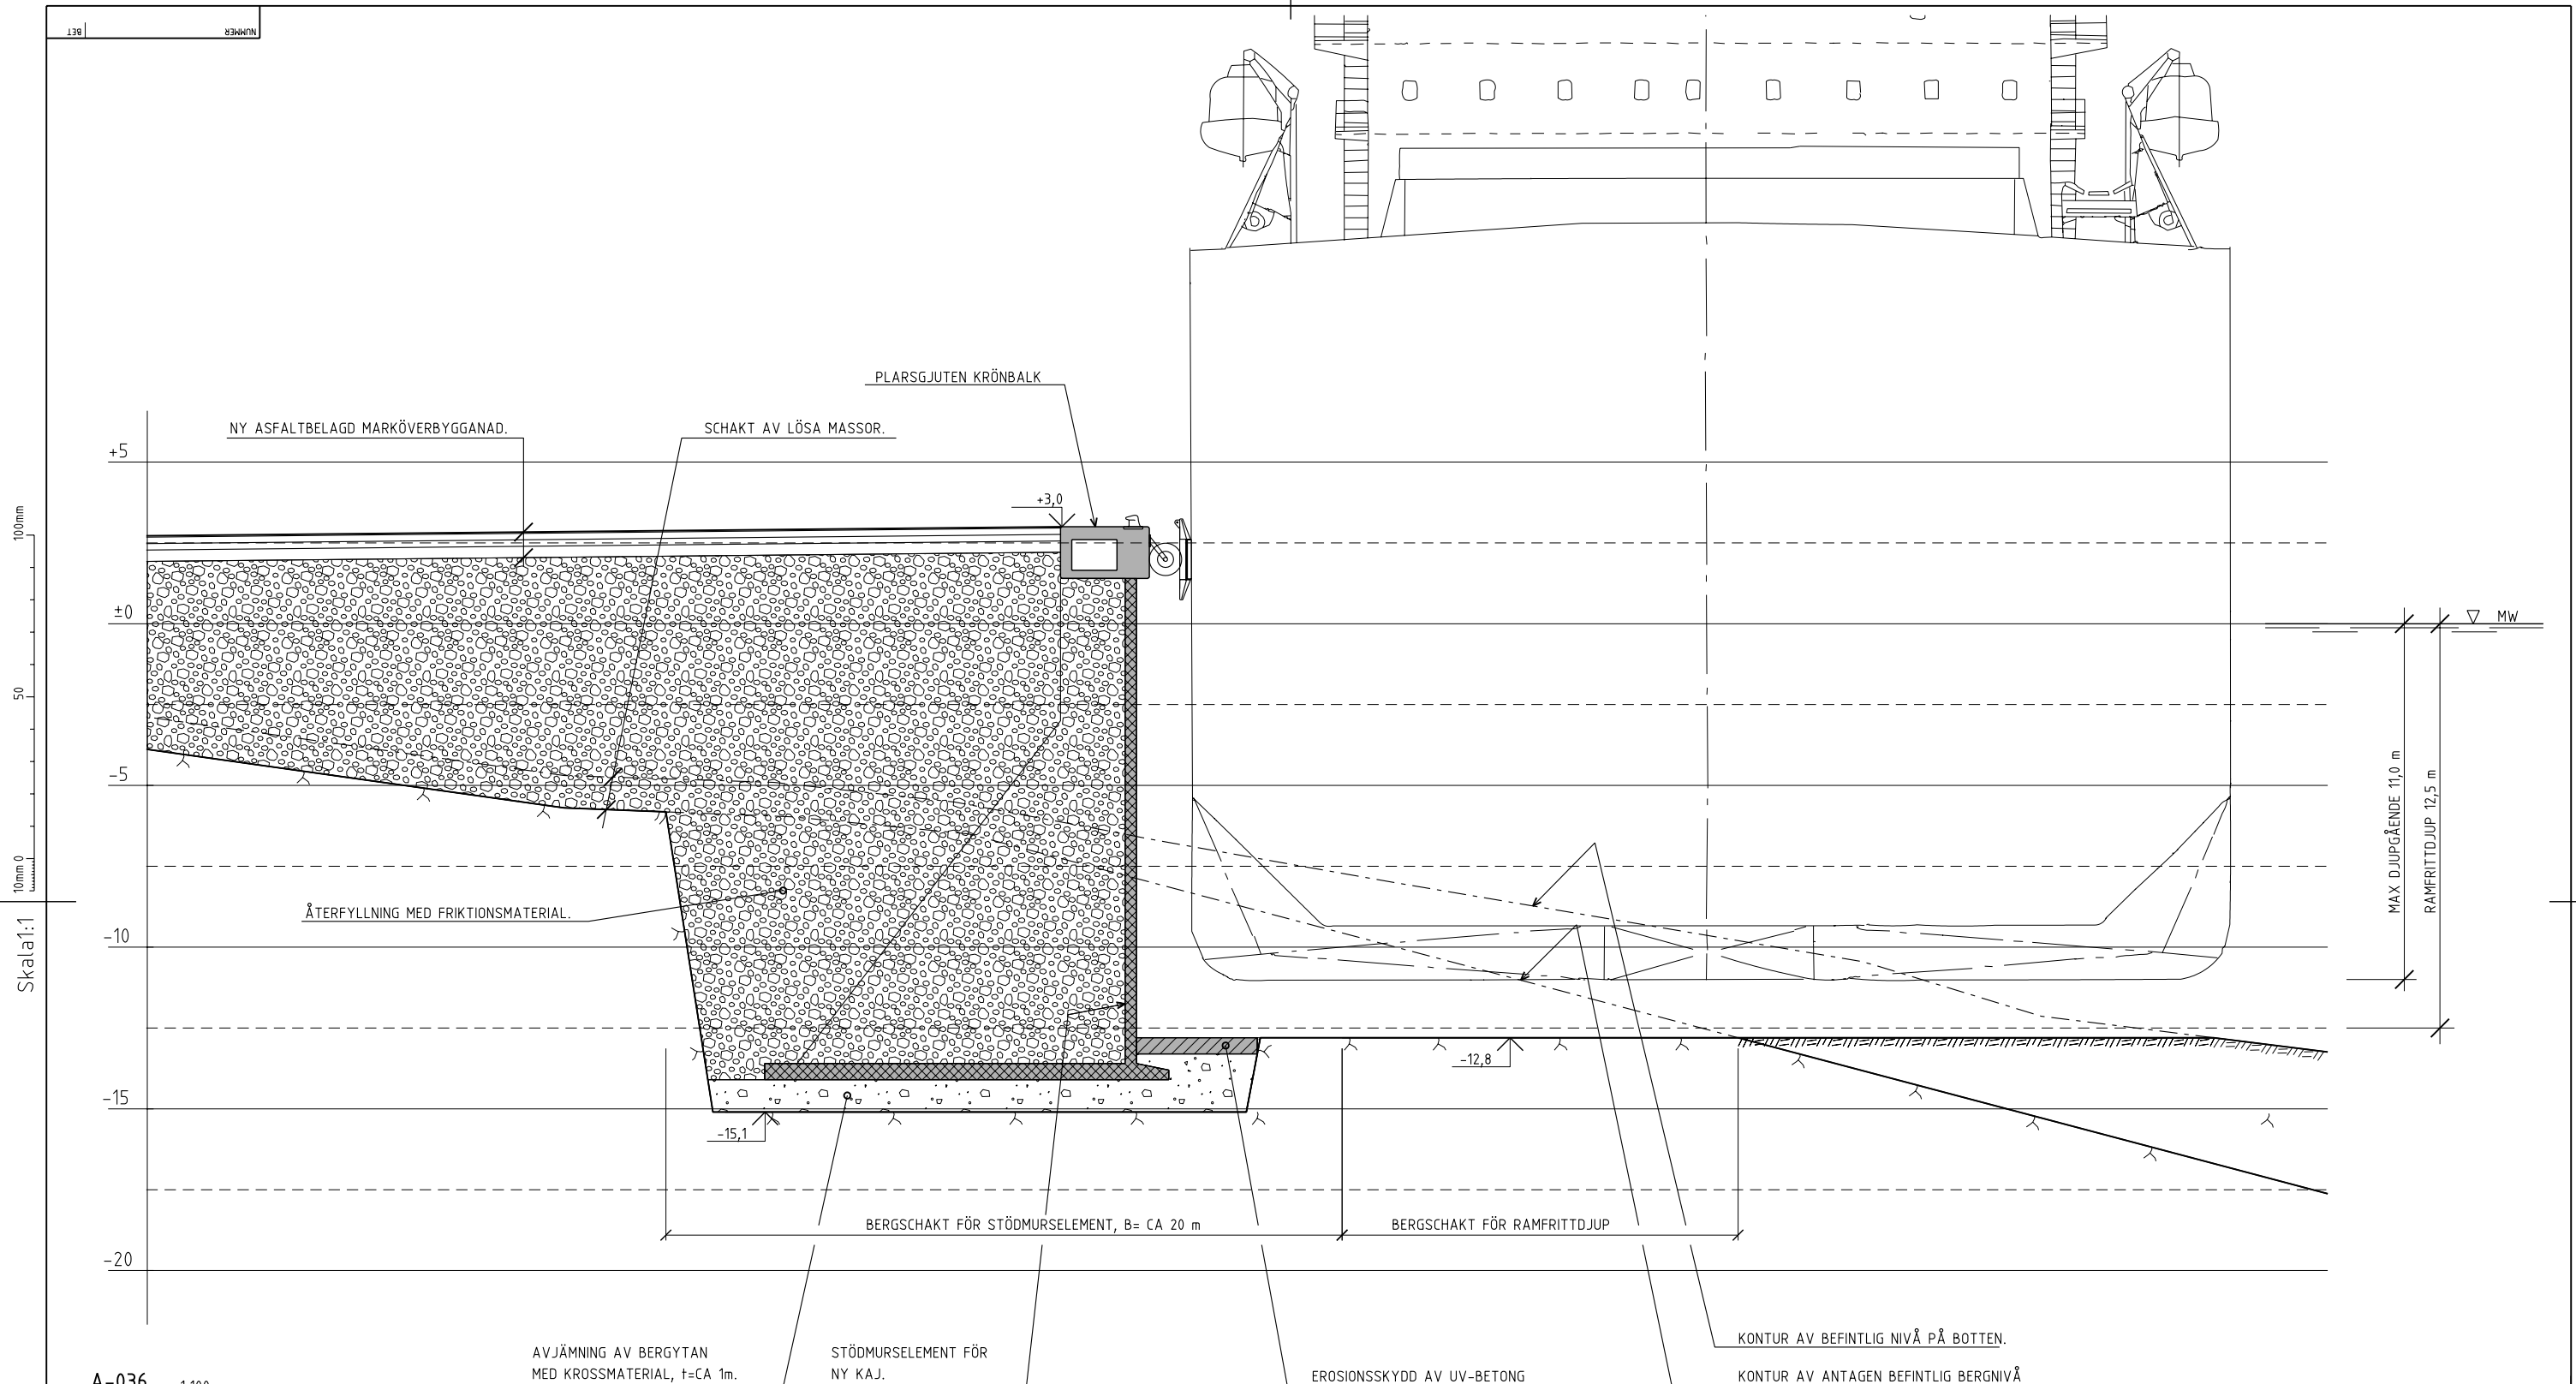 BET
NUMMER
PLARSGJUTEN KRÖNBALK
NY ASFALTBELAGD MARKÖVERBYGGANAD.
SCHAKT AV LÖSA MASSOR.
+5
+3,0
100mm
±0
MW
50
-5
MAX DJUPGÅENDE 11,0 m
RAMFRITTDJUP 12,5 m
10mm 0
ÅTERFYLLNING MED FRIKTIONSMATERIAL.
Skala1:1
-10
-12,8
-15
-15,1
BERGSCHAKT FÖR STÖDMURSELEMENT, B= CA 20 m
BERGSCHAKT FÖR RAMFRITTDJUP
-20
KONTUR AV BEFINTLIG NIVÅ PÅ BOTTEN.
AVJÄMNING AV BERGYTAN
MED KROSSMATERIAL, t=CA 1m.
STÖDMURSELEMENT FÖR
NY KAJ.
EROSIONSSKYDD AV UV-BETONG
KONTUR AV ANTAGEN BEFINTLIG BERGNIVÅ
A-036
1:100